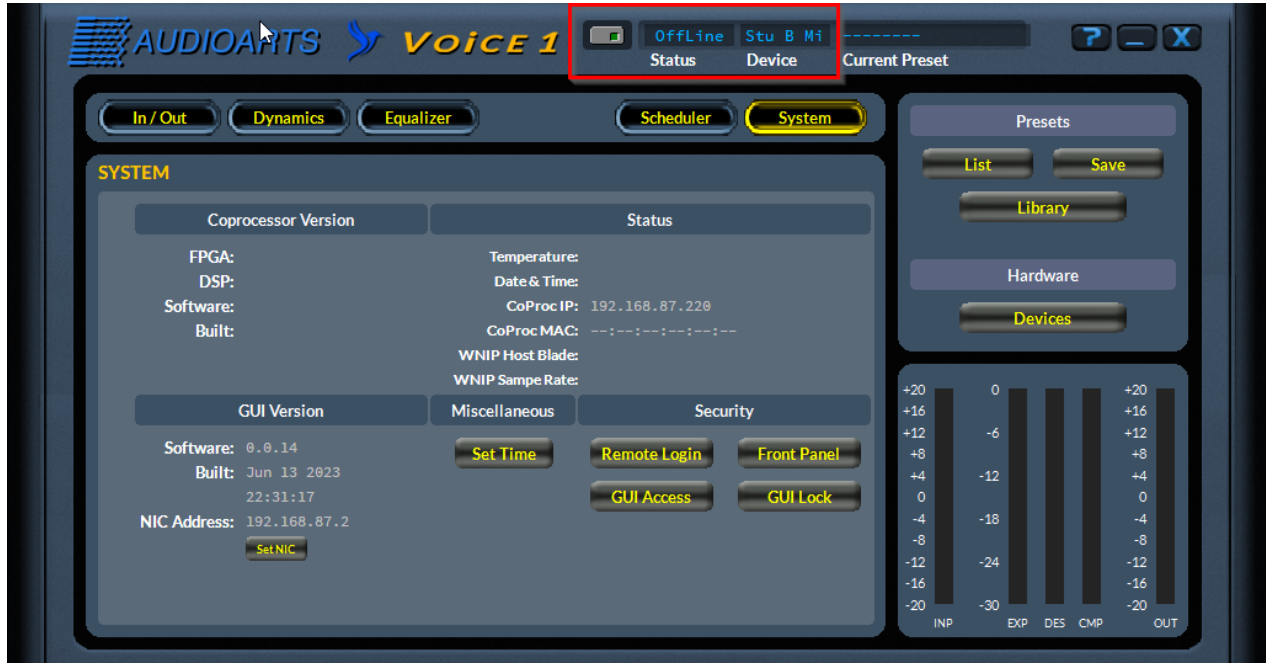 AUDIOARTS VOiCE 1
OffLine Stu B Mi --------
Status Device Current Preset
? _ X
In / Out Dynamics Equalizer Scheduler System
SYSTEM
Coprocessor Version
FPGA:
DSP:
Software:
Built:
Status
Temperature:
Date & Time:
CoProc IP: 192.168.87.220
CoProc MAC: --:--:--:--:--:--
WNIP Host Blade:
WNIP Sampe Rate:
GUI Version
Software: 0.0.14
Built: Jun 13 2023
22:31:17
NIC Address: 192.168.87.2
Set NIC
Miscellaneous
Set Time
Security
Remote Login Front Panel
GUI Access GUI Lock
Presets
List Save
Library
Hardware
Devices
+20 0 +20
+16 +16
+12 -6 +12
+8 +8
+4 -12 +4
0 0
-4 -18 -4
-8 -8
-12 -24 -12
-16 -16
-20 -30 -20
INP EXP DES CMP OUT